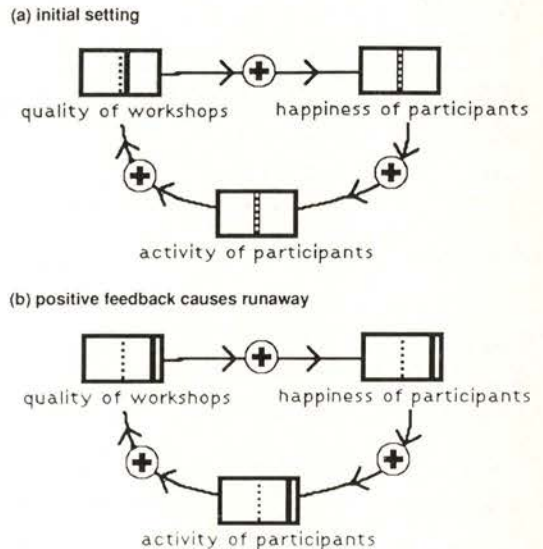 (a) initial setting
+
quality of workshops happiness of participants
+ +
activity of participants
(b) positive feedback causes runaway
+
quality of workshops happiness of participants
+ +
activity of participants